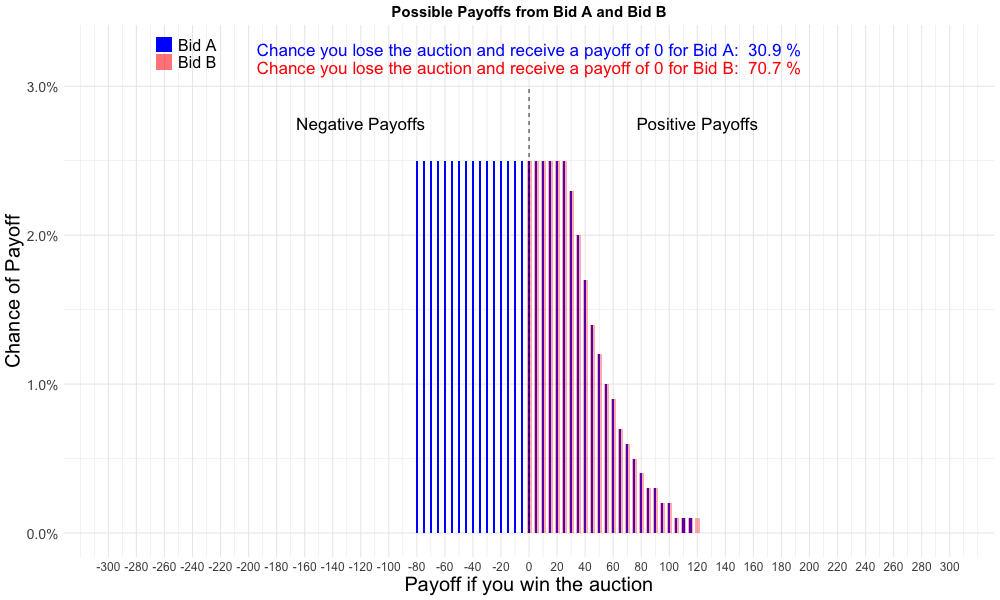 Possible Payoffs from Bid A and Bid B
Bid A
Bid B
Chance you lose the auction and receive a payoff of 0 for Bid A:  30.9 %
Chance you lose the auction and receive a payoff of 0 for Bid B:  70.7 %
Negative Payoffs
Positive Payoffs
Chance of Payoff
3.0%
2.0%
1.0%
0.0%
-300 -280 -260 -240 -220 -200 -180 -160 -140 -120 -100 -80 -60 -40 -20 0 20 40 60 80 100 120 140 160 180 200 220 240 260 280 300
Payoff if you win the auction